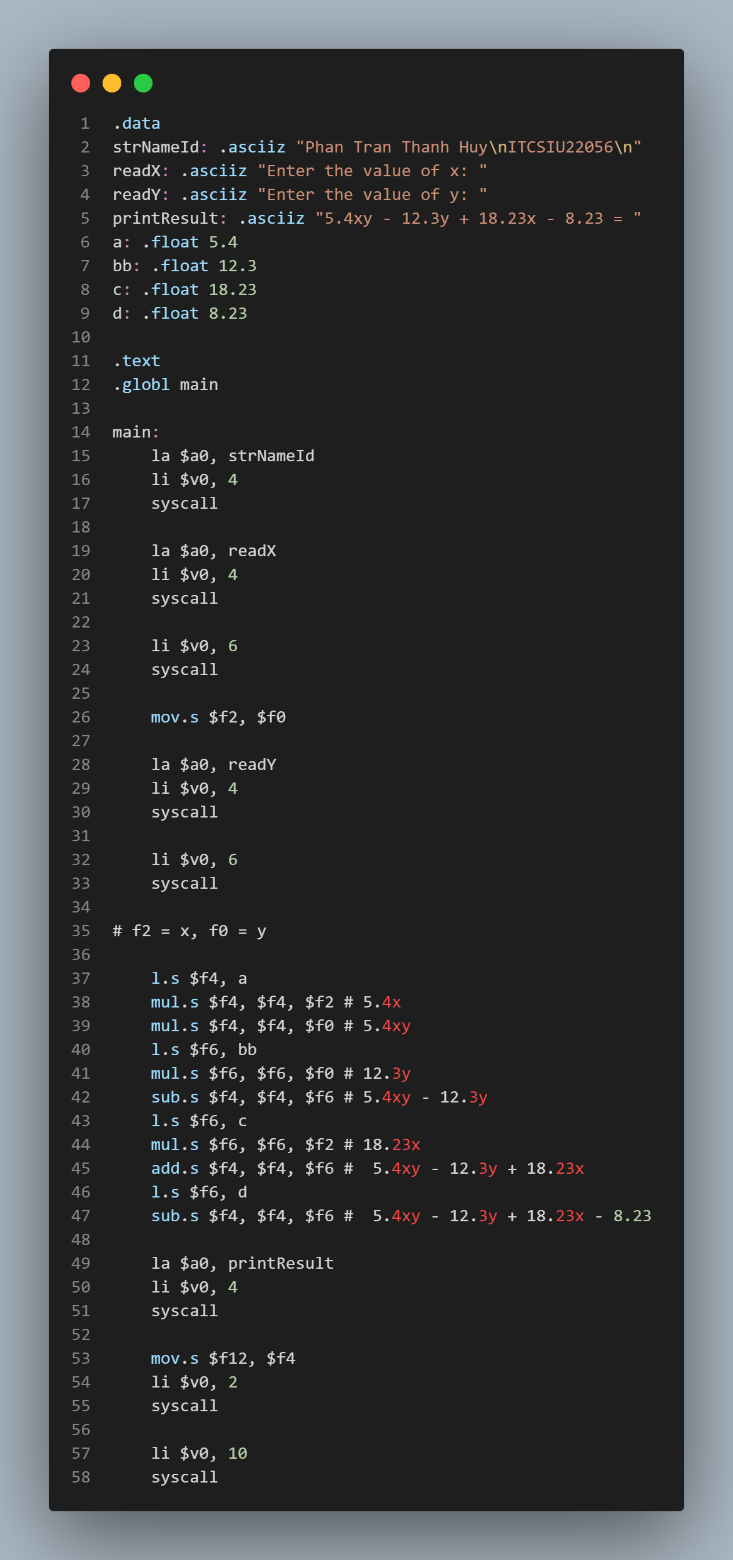 1 .data
2 strNameId: .asciiz "Phan Tran Thanh Huy\nITCSIU22056\n"
3 readX: .asciiz "Enter the value of x: "
4 readY: .asciiz "Enter the value of y: "
5 printResult: .asciiz "5.4xy - 12.3y + 18.23x - 8.23 = "
6 a: .float 5.4
7 bb: .float 12.3
8 c: .float 18.23
9 d: .float 8.23
10
11 .text
12 .globl main
13
14 main:
15     la $a0, strNameId
16     li $v0, 4
17     syscall
18
19     la $a0, readX
20     li $v0, 4
21     syscall
22
23     li $v0, 6
24     syscall
25
26     mov.s $f2, $f0
27
28     la $a0, readY
29     li $v0, 4
30     syscall
31
32     li $v0, 6
33     syscall
34
35 # f2 = x, f0 = y
36
37     l.s $f4, a
38     mul.s $f4, $f4, $f2 # 5.4x
39     mul.s $f4, $f4, $f0 # 5.4xy
40     l.s $f6, bb
41     mul.s $f6, $f6, $f0 # 12.3y
42     sub.s $f4, $f4, $f6 # 5.4xy - 12.3y
43     l.s $f6, c
44     mul.s $f6, $f6, $f2 # 18.23x
45     add.s $f4, $f4, $f6 #  5.4xy - 12.3y + 18.23x
46     l.s $f6, d
47     sub.s $f4, $f4, $f6 #  5.4xy - 12.3y + 18.23x - 8.23
48
49     la $a0, printResult
50     li $v0, 4
51     syscall
52
53     mov.s $f12, $f4
54     li $v0, 2
55     syscall
56
57     li $v0, 10
58     syscall